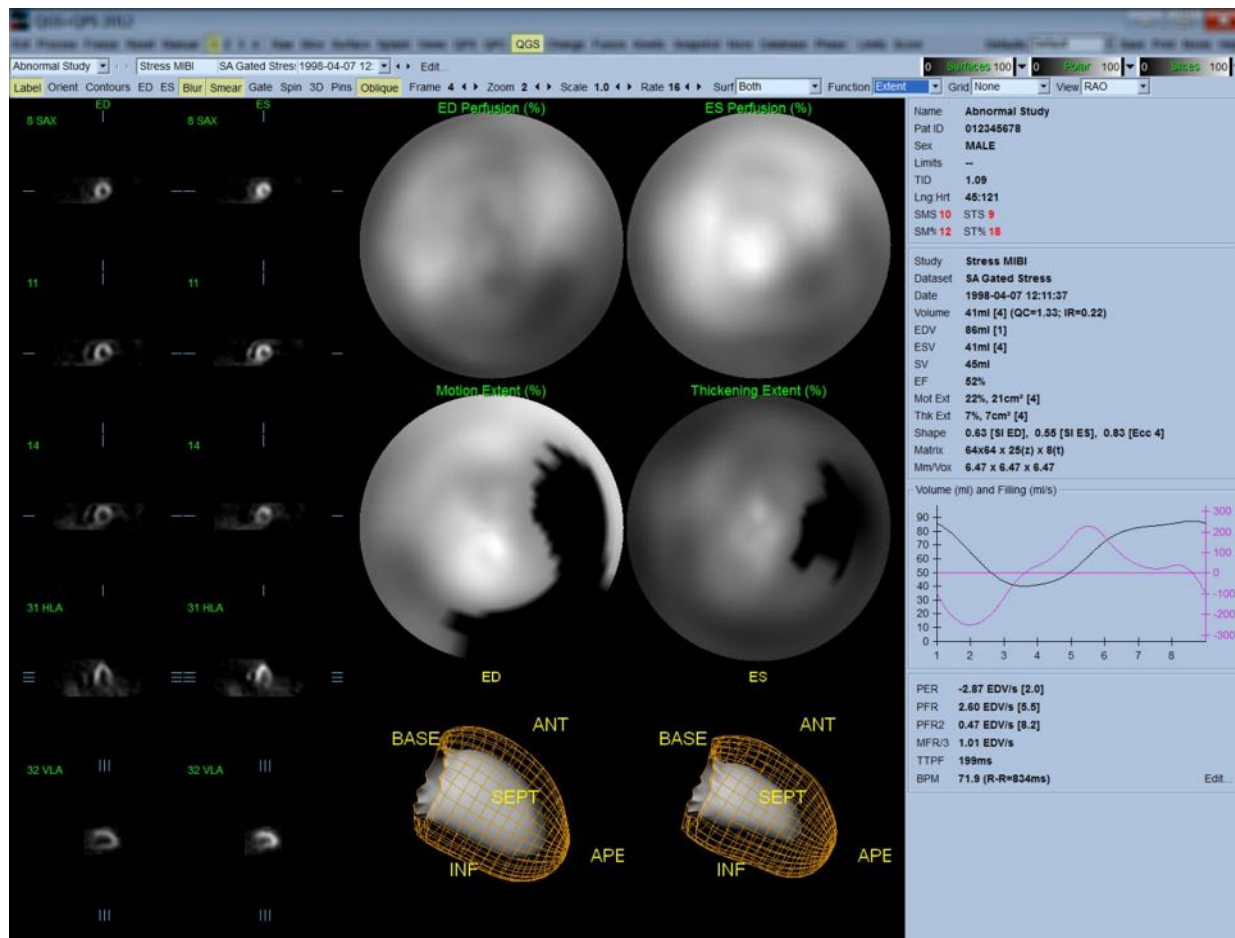 QGS+QPS 2012
QGS
Abnormal Study Stress MIBI SA Gated Stres: 1998-04-07 12: Edit...
0 Surfaces 100 0 Polar 100 0 Slices 100
Label Orient Contours ED ES Blur Smear Gate Spin 3D Pins Oblique Frame 4 Zoom 2 Scale 1.0 Rate 16 Surf Both Function Extent Grid None View RAO
ED ES
8 SAX 8 SAX
11 11
14 14
31 HLA 31 HLA
32 VLA 32 VLA
ED Perfusion (%) ES Perfusion (%)
Motion Extent (%) Thickening Extent (%)
ED ES
BASE ANT SEPT INF APE
BASE ANT SEPT INF APE
Name Abnormal Study
Pat ID 012345678
Sex MALE
Limits --
TID 1.09
Lng:Hrt 45:121
SMS 10 STS 9
SM% 12 ST% 18
Study Stress MIBI
Dataset SA Gated Stress
Date 1998-04-07 12:11:37
Volume 41ml [4] (QC=1.33; IR=0.22)
EDV 86ml [1]
ESV 41ml [4]
SV 45ml
EF 52%
Mot Ext 22%, 21cm² [4]
Thk Ext 7%, 7cm² [4]
Shape 0.63 [SI ED], 0.55 [SI ES], 0.83 [Ecc 4]
Matrix 64x64 x 25(z) x 8(t)
Mm/Vox 6.47 x 6.47 x 6.47
Volume (ml) and Filling (ml/s)
90 300
80 200
70
60 100
50 0
40
30 -100
20 -200
10
0 -300
1 2 3 4 5 6 7 8
PER -2.87 EDV/s [2.0]
PFR 2.60 EDV/s [5.5]
PFR2 0.47 EDV/s [8.2]
MFR/3 1.01 EDV/s
TTPF 199ms
BPM 71.9 (R-R=834ms) Edit...